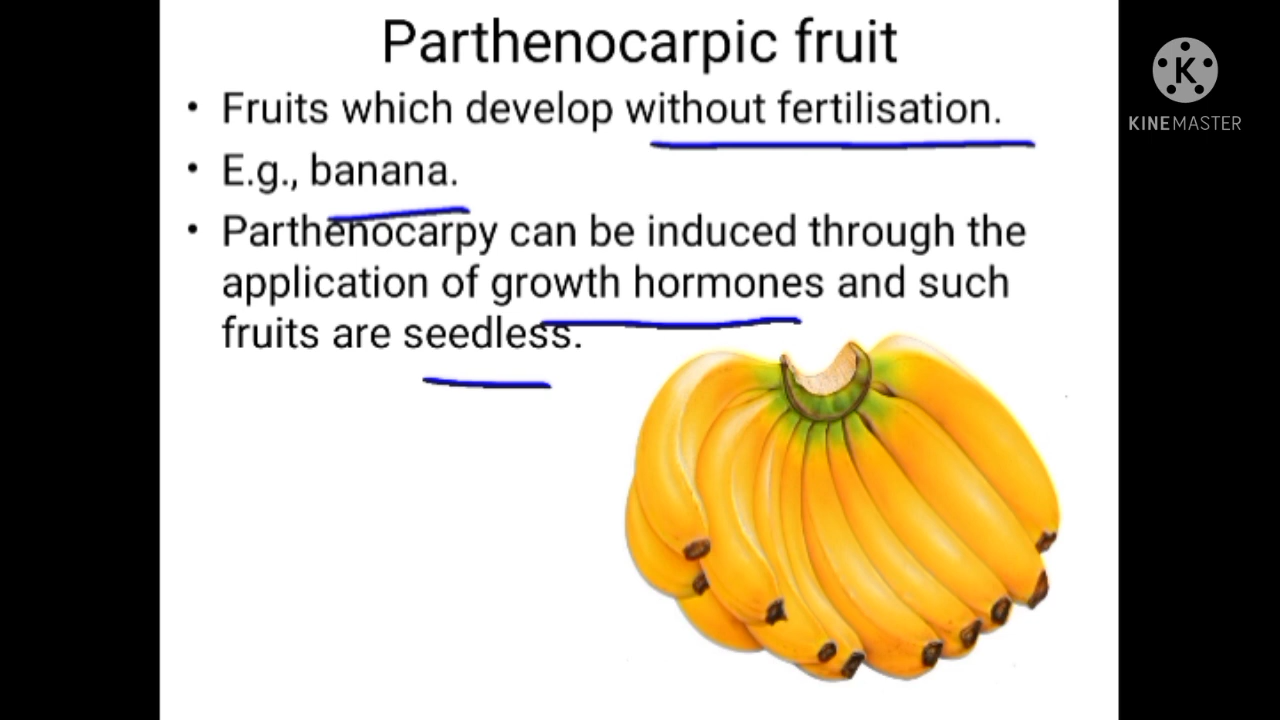 Parthenocarpic fruit
• Fruits which develop without fertilisation.
• E.g., banana.
• Parthenocarpy can be induced through the
application of growth hormones and such
fruits are seedless.
K
KINEMASTER